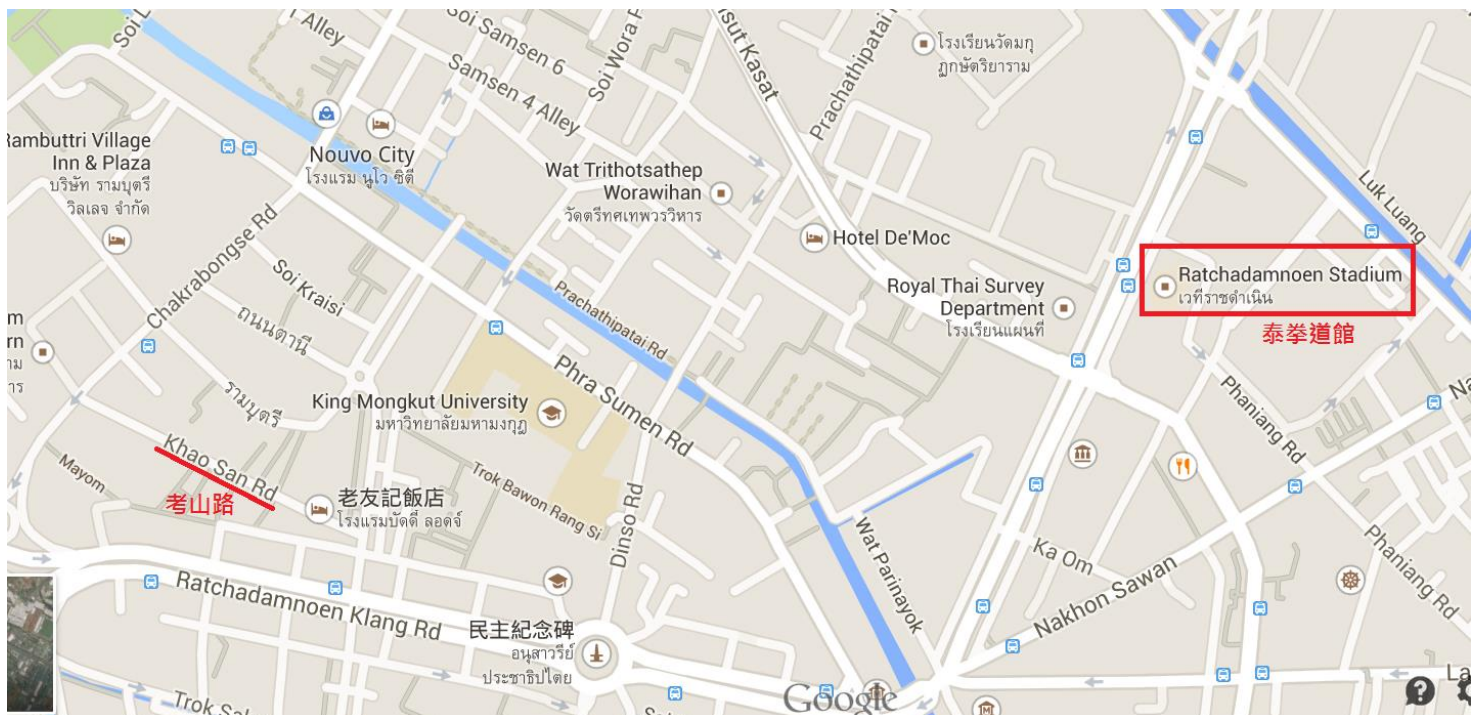 Alley
Soi Samsen 6
Samsen 4 Alley
Soi Wora
Kasat
Prachathipatai
โรงเรียนวัดมกุ
ฏกษัตริยาราม
Luk Luang
Village
Inn & Plaza
บริษัท รามบุตรี
วิลเลจ จำกัด
Nouvo City
โรงแรม นูโว ซิตี
Wat Trithotsathep
Worawihan
วัดตรีทศเทพวรวิหาร
Hotel De'Moc
Royal Thai Survey
Department
โรงเรียนแผนที่
Ratchadamnoen Stadium
เวทีราชดำเนิน
泰拳道館
Chakrabongse Rd
Soi Kraisi
ถนนตานี
รามบุตรี
Prachathipatai Rd
Phra Sumen Rd
King Mongkut University
มหาวิทยาลัยมหามงกุฎ
Phaniang Rd
Khao San Rd
考山路
Mayom
老友記飯店
โรงแรมบัดดี้ ลอดจ์
Trok Bawon Rang Si
Dinso Rd
Wat Parinayok
Ka Om
Nakhon Sawan
Phaniang Rd
Ratchadamnoen Klang Rd
民主紀念碑
อนุสาวรีย์
ประชาธิปไตย
Trok
Google